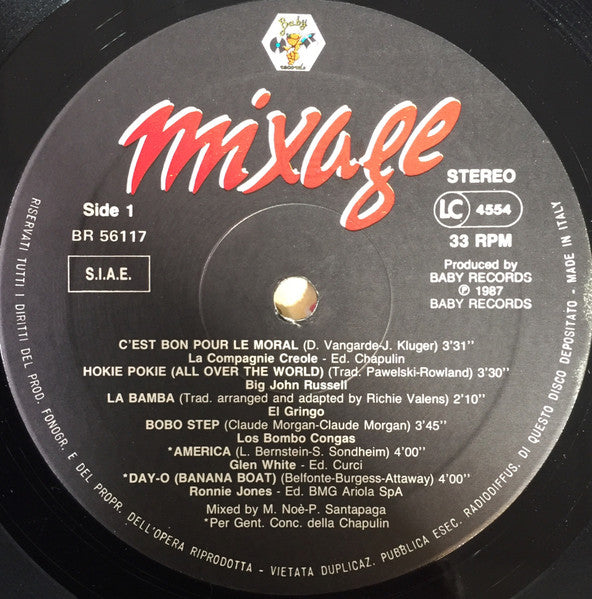 Baby
records
mixage
STEREO
Side 1
LC 4554
BR 56117
33 RPM
S.I.A.E.
Produced by
BABY RECORDS
℗ 1987
BABY RECORDS
C'EST BON POUR LE MORAL (D. Vangarde-J. Kluger) 3'31''
La Compagnie Creole - Ed. Chapulin
HOKIE POKIE (ALL OVER THE WORLD) (Trad. Pawelski-Rowland) 3'30''
Big John Russell
LA BAMBA (Trad. arranged and adapted by Richie Valens) 2'10''
El Gringo
BOBO STEP (Claude Morgan-Claude Morgan) 3'45''
Los Bombo Congas
*AMERICA (L. Bernstein-S. Sondheim) 4'00''
Glen White - Ed. Curci
*DAY-O (BANANA BOAT) (Belfonte-Burgess-Attaway) 4'00''
Ronnie Jones - Ed. BMG Ariola SpA
Mixed by M. Noè-P. Santapaga
*Per Gent. Conc. della Chapulin
RISERVATI TUTTI I DIRITTI DEL PROD. FONOGR. E DEL PROPR. DELL'OPERA RIPRODOTTA - VIETATA DUPLICAZ. PUBBLICA ESEC. RADIODIFFUS. DI QUESTO DISCO DEPOSITATO - MADE IN ITALY